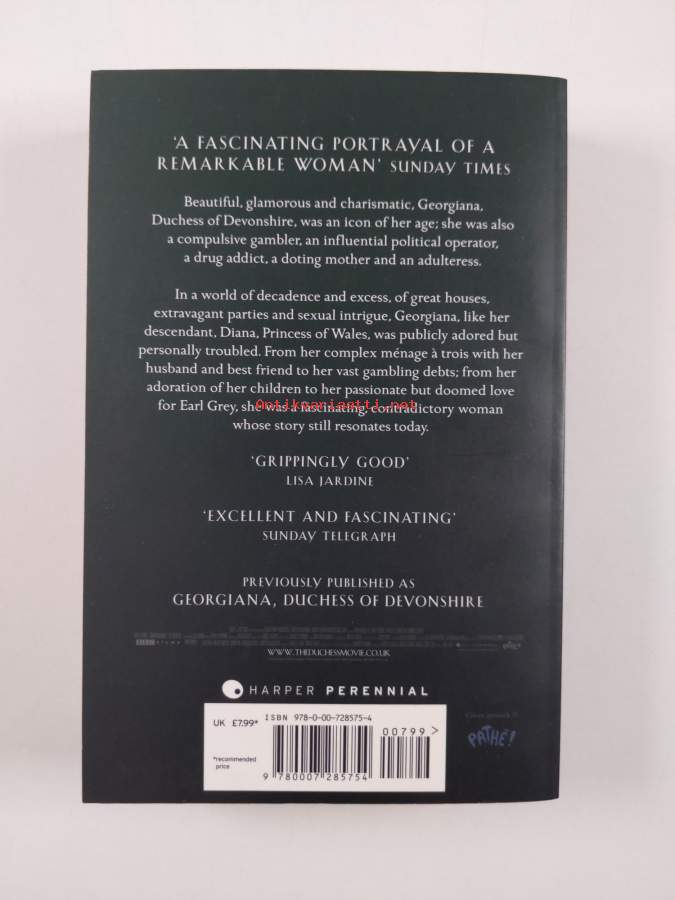 ‘A FASCINATING PORTRAYAL OF A
REMARKABLE WOMAN’ SUNDAY TIMES
Beautiful, glamorous and charismatic, Georgiana,
Duchess of Devonshire, was an icon of her age; she was also
a compulsive gambler, an influential political operator,
a drug addict, a doting mother and an adulteress.
In a world of decadence and excess, of great houses,
extravagant parties and sexual intrigue, Georgiana, like her
descendant, Diana, Princess of Wales, was publicly adored but
personally troubled. From her complex ménage à trois with her
husband and best friend to her vast gambling debts; from her
adoration of her children to her passionate but doomed love
for Earl Grey, she was a fascinating, contradictory woman
Antikvariaatti.net
whose story still resonates today.
‘GRIPPINGLY GOOD’
LISA JARDINE
‘EXCELLENT AND FASCINATING’
SUNDAY TELEGRAPH
PREVIOUSLY PUBLISHED AS
GEORGIANA, DUCHESS OF DEVONSHIRE
BBC FILMS
WWW.THEDUCHESSMOVIE.CO.UK
HARPER PERENNIAL
UK £7.99*
ISBN 978-0-00-728575-4
00799>
*recommended
price
9 780007 285754
PATHÉ!